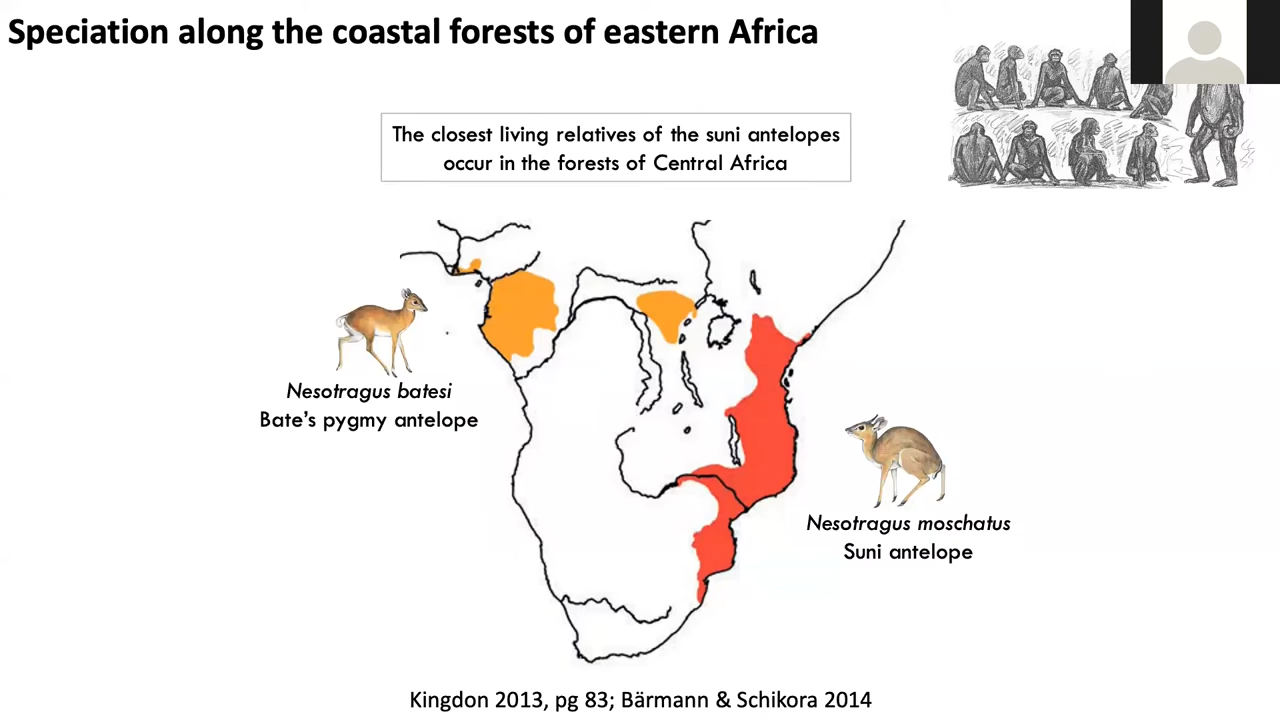 Speciation along the coastal forests of eastern Africa
The closest living relatives of the suni antelopes
occur in the forests of Central Africa
Nesotragus batesi
Bate's pygmy antelope
Nesotragus moschatus
Suni antelope
Kingdon 2013, pg 83; Bärmann & Schikora 2014